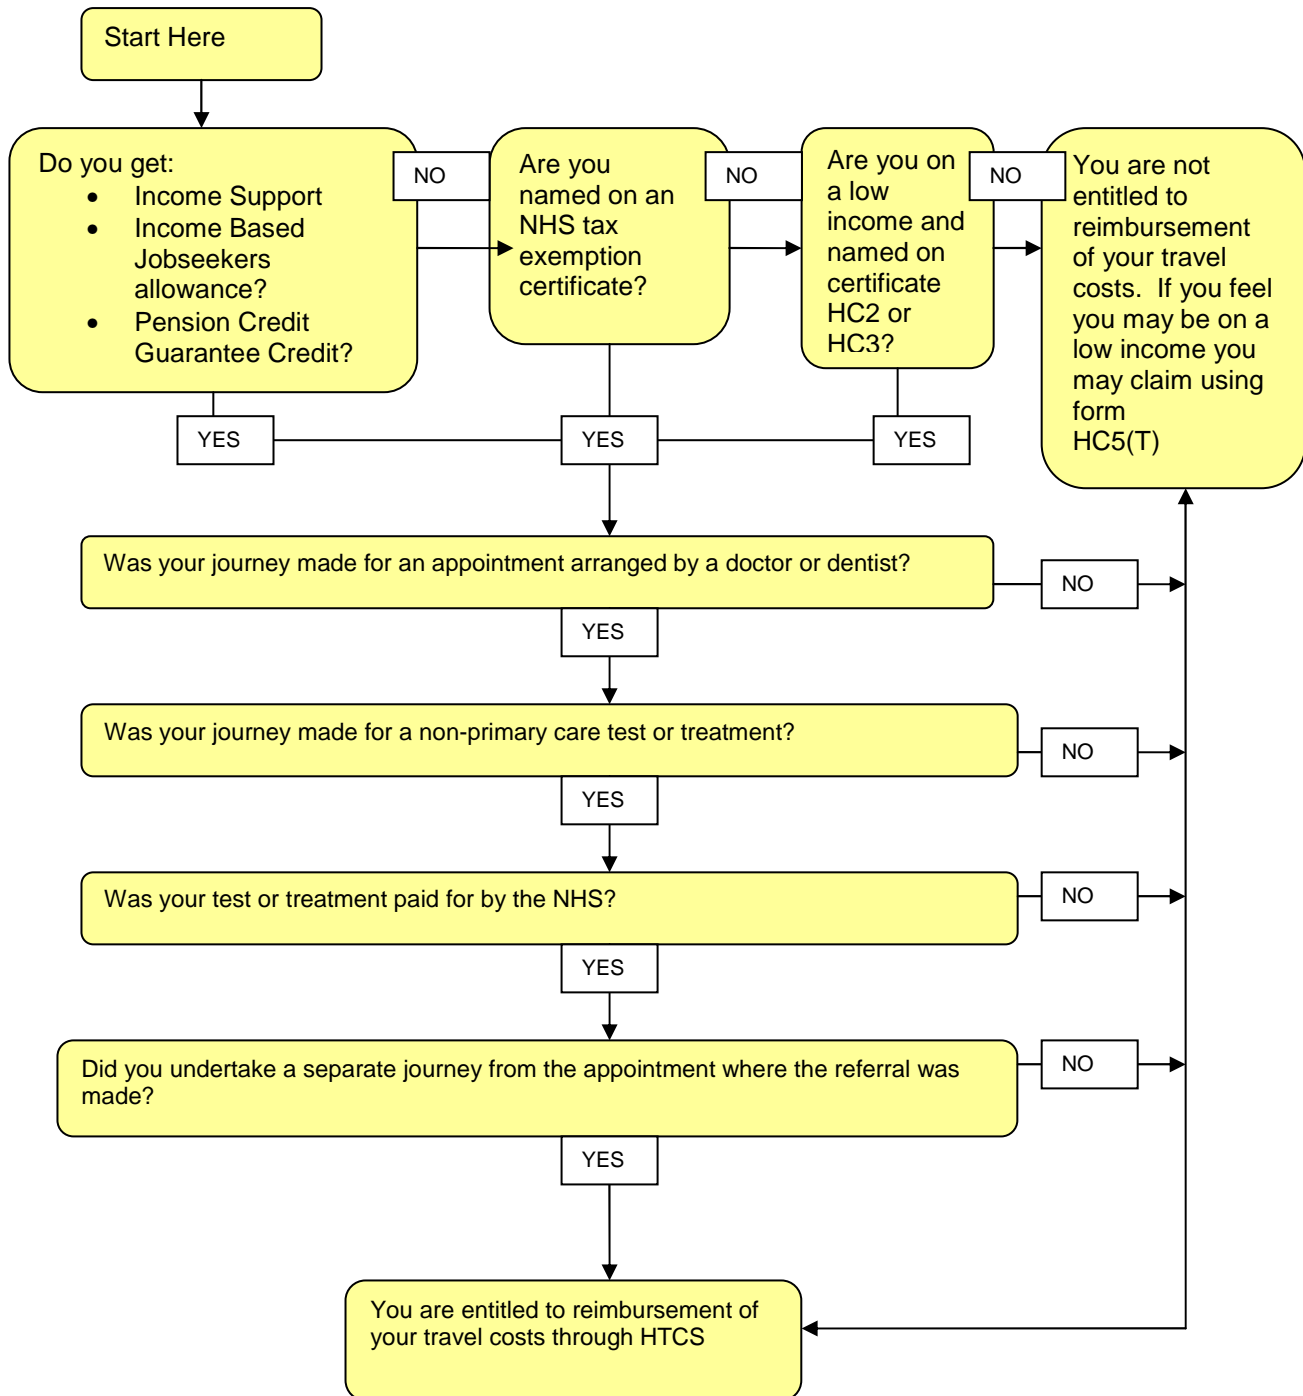 Start Here
Do you get:
• Income Support
• Income Based
Jobseekers
allowance?
• Pension Credit
Guarantee Credit?
NO
Are you
named on an
NHS tax
exemption
certificate?
NO
Are you on
a low
income and
named on
certificate
HC2 or
HC3?
NO
You are not
entitled to
reimbursement
of your travel
costs. If you feel
you may be on a
low income you
may claim using
form
HC5(T)
YES
YES
YES
Was your journey made for an appointment arranged by a doctor or dentist?
NO
YES
Was your journey made for a non-primary care test or treatment?
NO
YES
Was your test or treatment paid for by the NHS?
NO
YES
Did you undertake a separate journey from the appointment where the referral was
made?
NO
YES
You are entitled to reimbursement of
your travel costs through HTCS